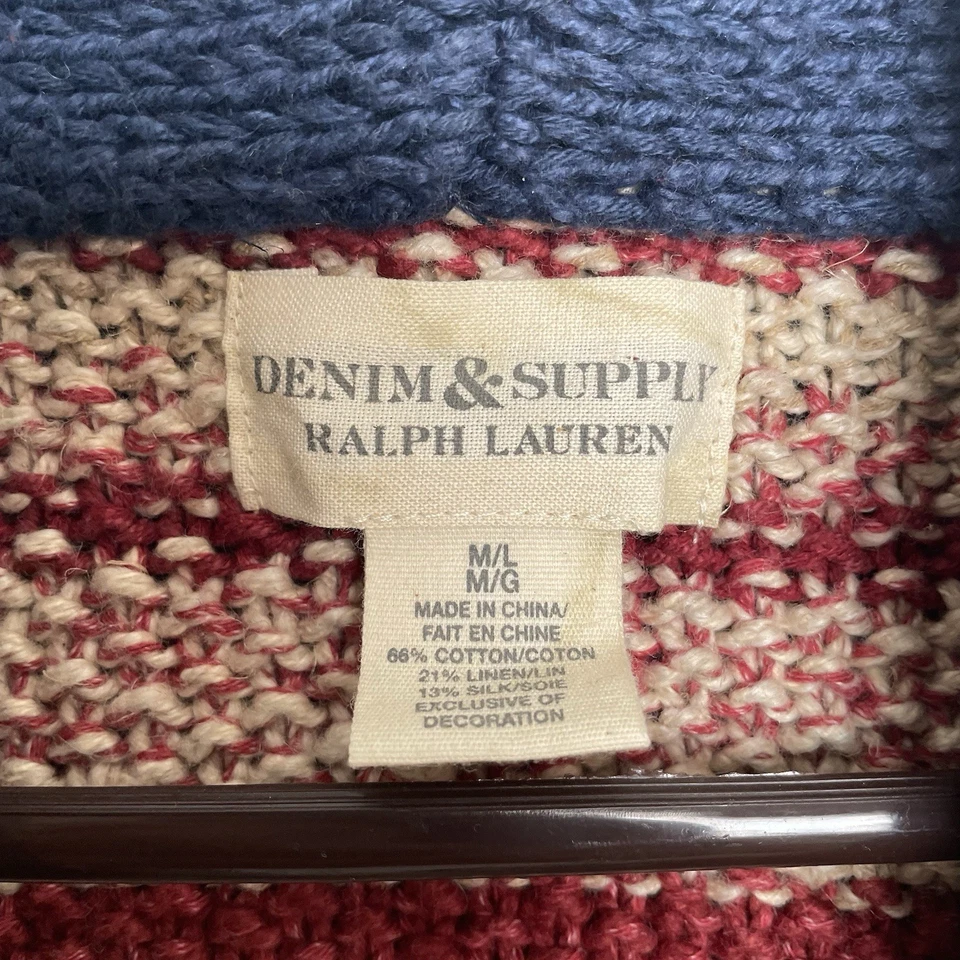 DENIM & SUPPLY
RALPH LAUREN
M/L
M/G
MADE IN CHINA/
FAIT EN CHINE
66% COTTON/COTON
21% LINEN/LIN
13% SILK/SOIE
EXCLUSIVE OF
DECORATION